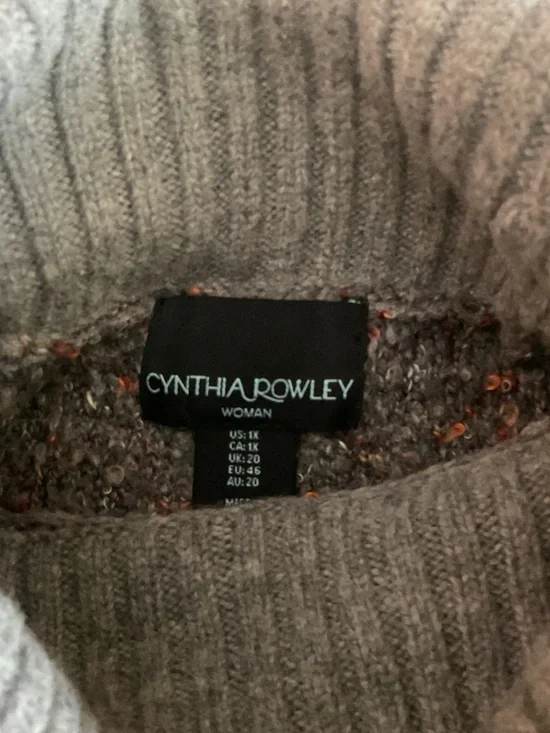 CYNTHIA ROWLEY
WOMAN
US: 1X
CA: 1X
UK: 20
EU: 46
AU: 20